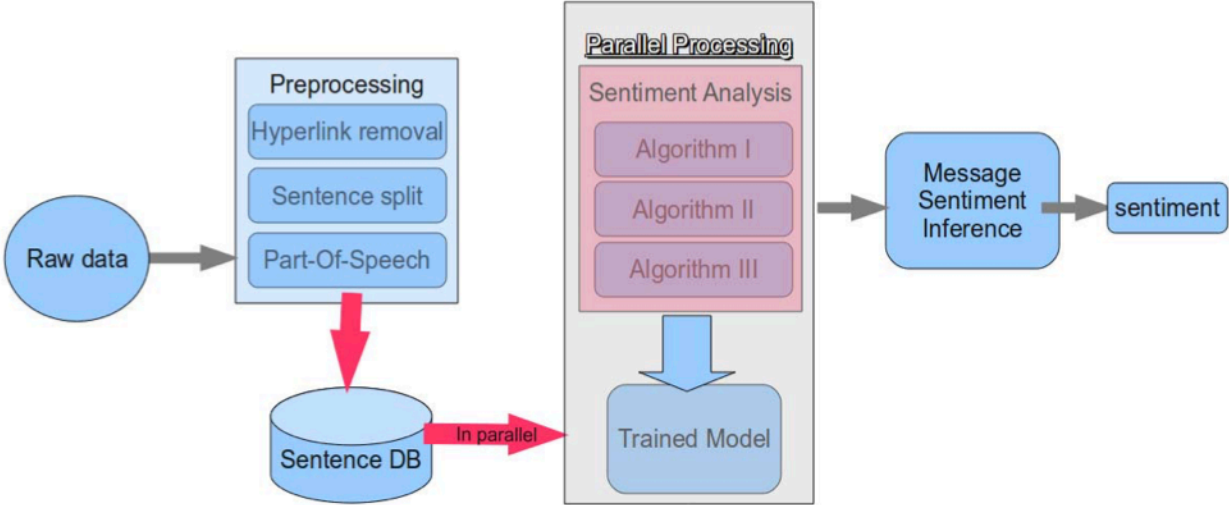 Raw data
Preprocessing
Hyperlink removal
Sentence split
Part-Of-Speech
Sentence DB
In parallel
Parallel Processing
Sentiment Analysis
Algorithm I
Algorithm II
Algorithm III
Trained Model
Message
Sentiment
Inference
sentiment